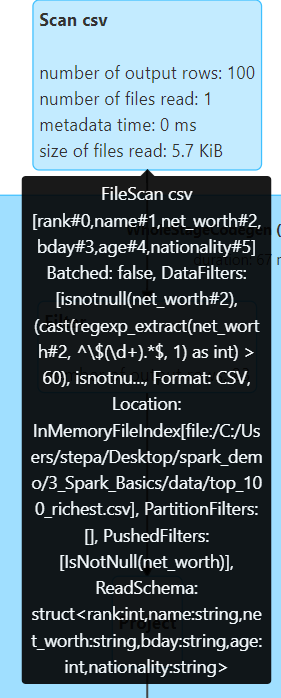 Scan csv
number of output rows: 100
number of files read: 1
metadata time: 0 ms
size of files read: 5.7 KiB
FileScan csv
[rank#0,name#1,net_worth#2,
bday#3,age#4,nationality#5]
Batched: false, DataFilters:
[isnotnull(net_worth#2),
(cast(regexp_extract(net_wort
h#2, ^\$(\d+).*$, 1) as int) >
60), isnotnu..., Format: CSV,
Location:
InMemoryFileIndex[file:/C:/Us
ers/stepa/Desktop/spark_dem
o/3_Spark_Basics/data/top_10
0_richest.csv], PartitionFilters:
[], PushedFilters:
[IsNotNull(net_worth)],
ReadSchema:
struct<rank:int,name:string,ne
t_worth:string,bday:string,age:
int,nationality:string>